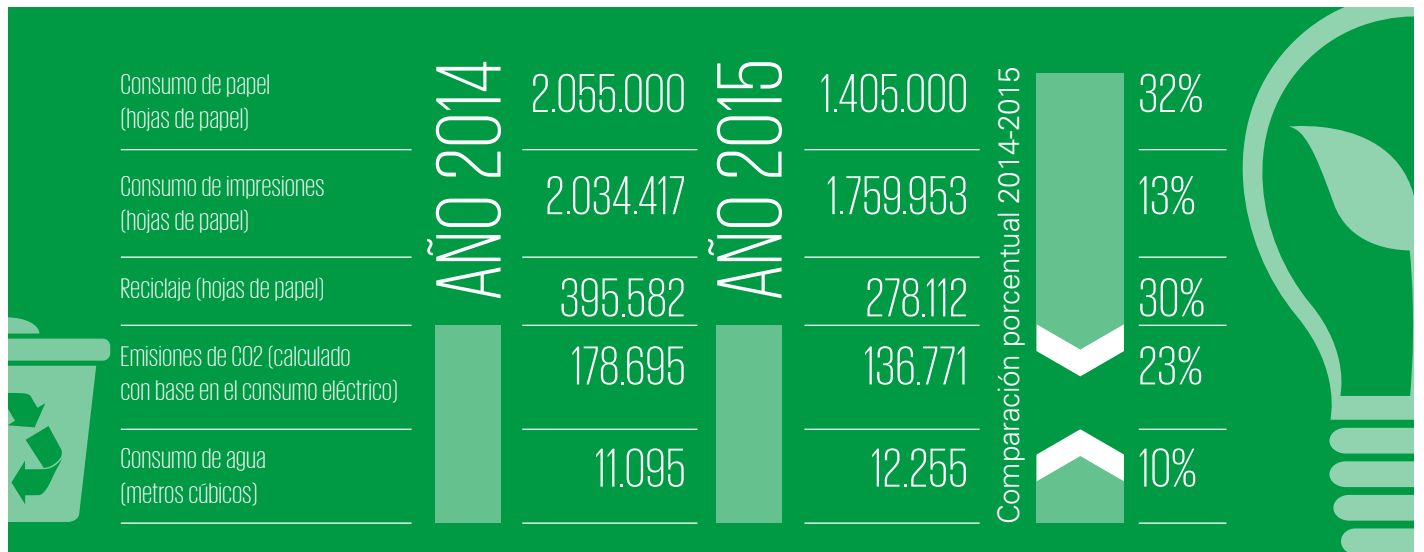 Consumo de papel
(hojas de papel)
AÑO 2014
2.055.000
AÑO 2015
1.405.000
Comparación porcentual 2014-2015
32%
Consumo de impresiones
(hojas de papel)
2.034.417
1.759.953
13%
Reciclaje (hojas de papel)
395.582
278.112
30%
Emisiones de CO2 (calculado
con base en el consumo eléctrico)
178.695
136.771
23%
Consumo de agua
(metros cúbicos)
11.095
12.255
10%